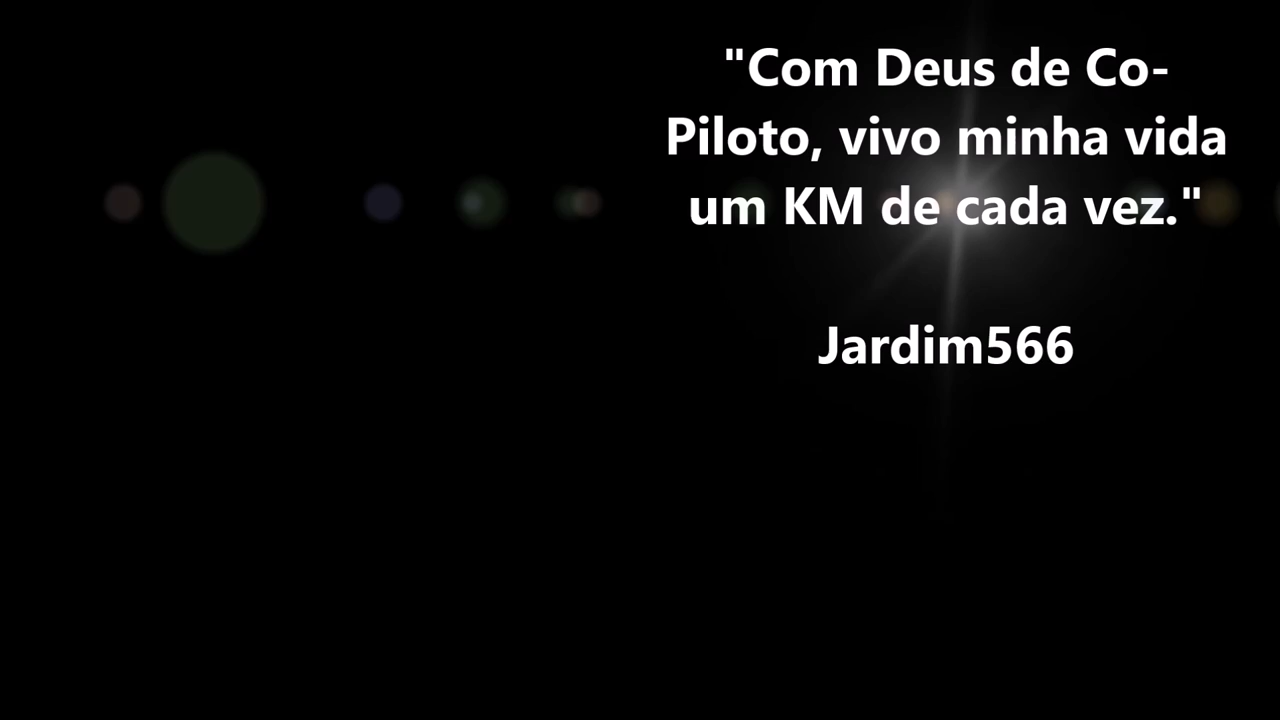 "Com Deus de Co-
Piloto, vivo minha vida
um KM de cada vez."
Jardim566